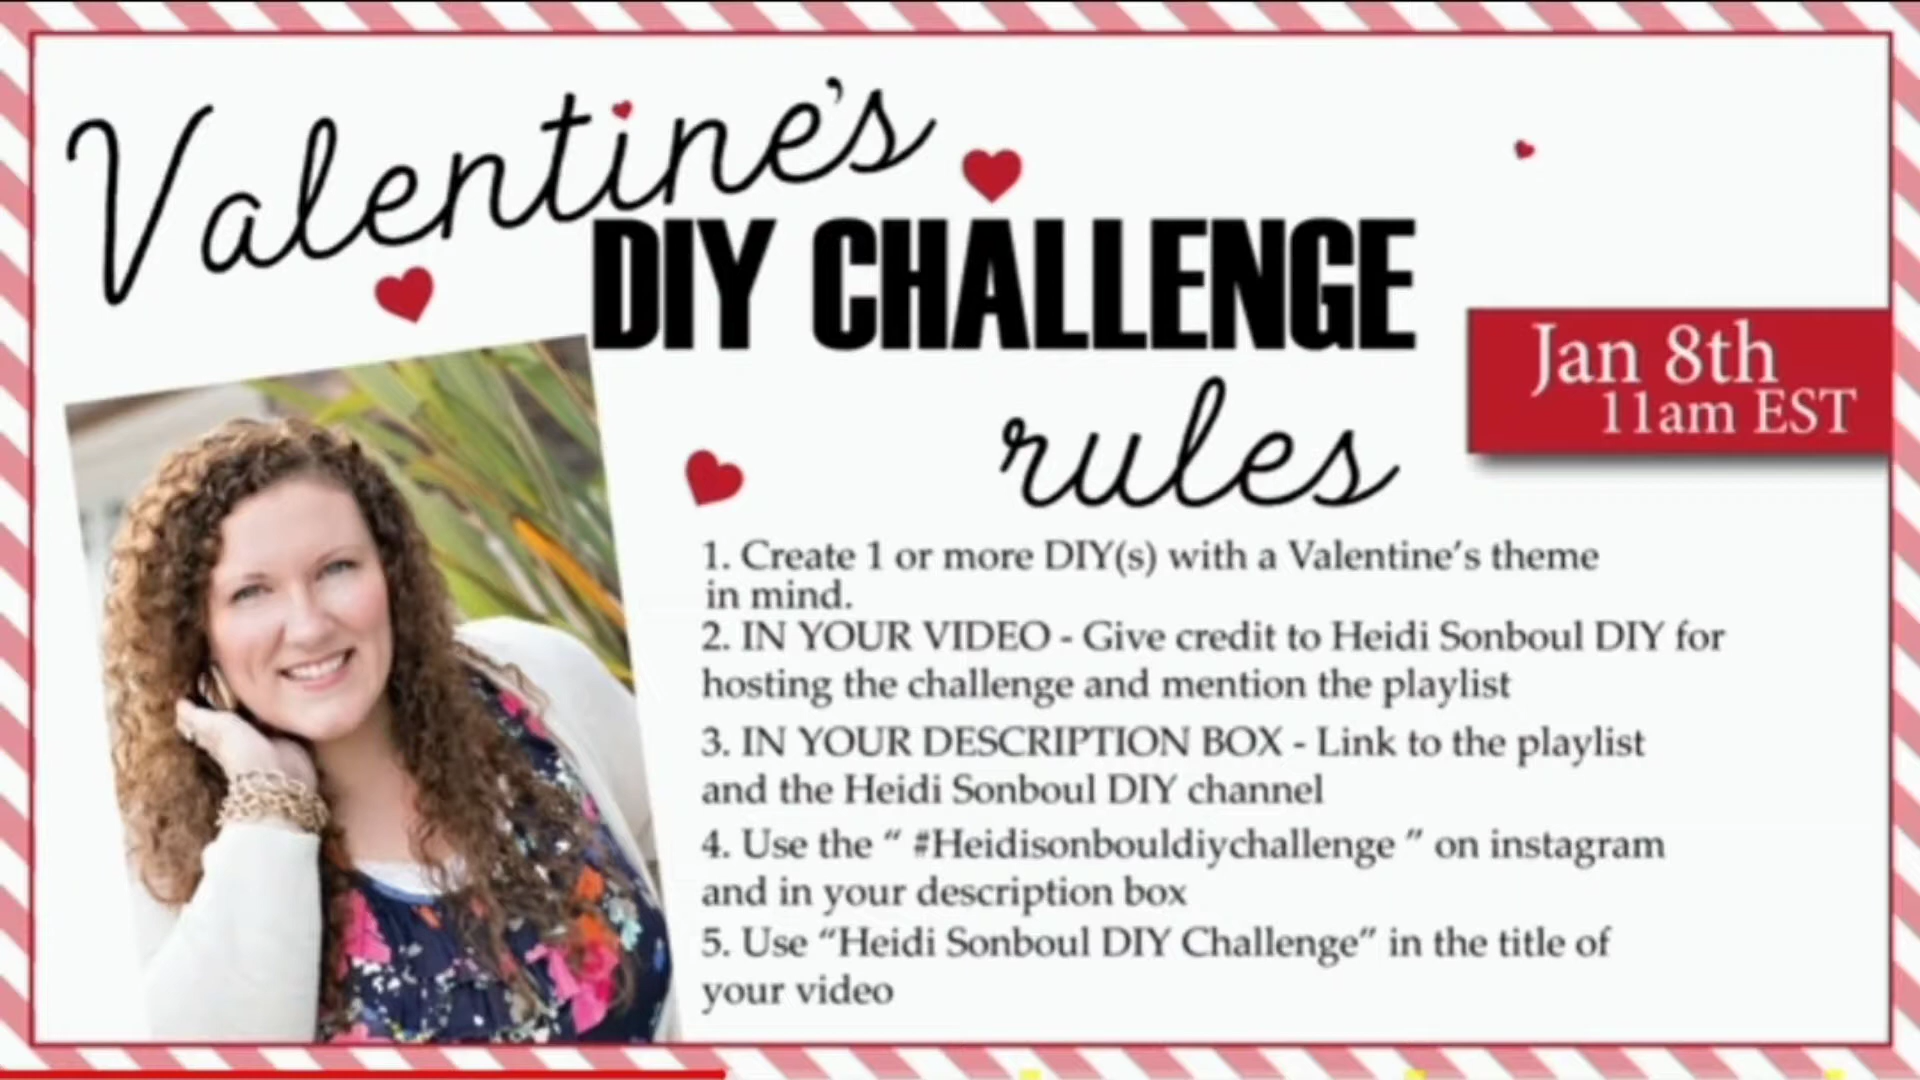 Valentine's
DIY CHALLENGE
rules
Jan 8th
11am EST
1. Create 1 or more DIY(s) with a Valentine's theme
in mind.
2. IN YOUR VIDEO - Give credit to Heidi Sonboul DIY for
hosting the challenge and mention the playlist
3. IN YOUR DESCRIPTION BOX - Link to the playlist
and the Heidi Sonboul DIY channel
4. Use the “ #Heidisonbouldiychallenge ” on instagram
and in your description box
5. Use “Heidi Sonboul DIY Challenge” in the title of
your video